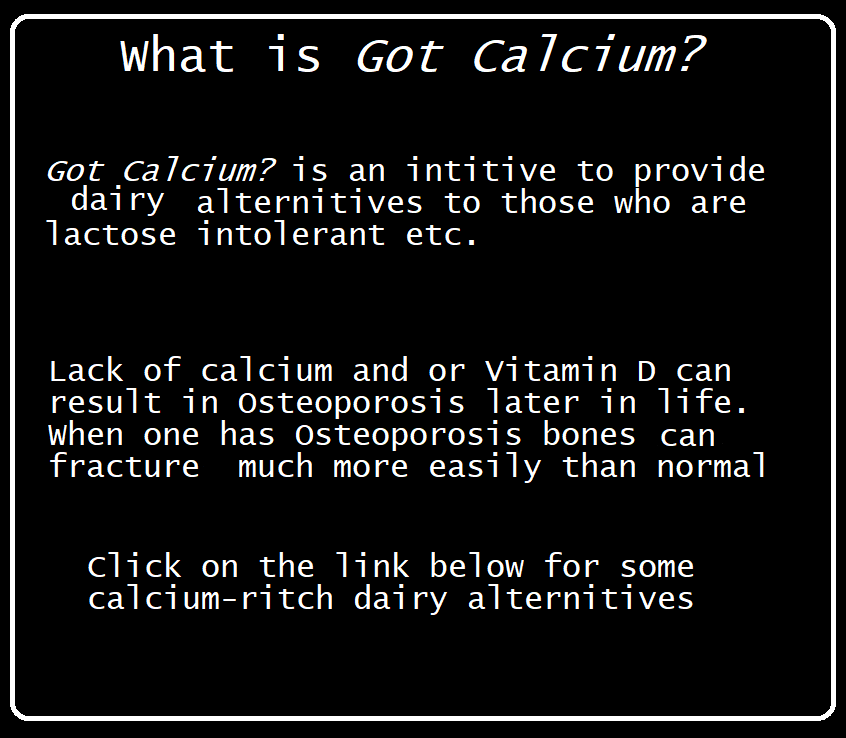 What is Got Calcium?
Got Calcium? is an intitive to provide
dairy alternitives to those who are
lactose intolerant etc.
Lack of calcium and or Vitamin D can
result in Osteoporosis later in life.
When one has Osteoporosis bones can
fracture much more easily than normal
Click on the link below for some
calcium-ritch dairy alternitives